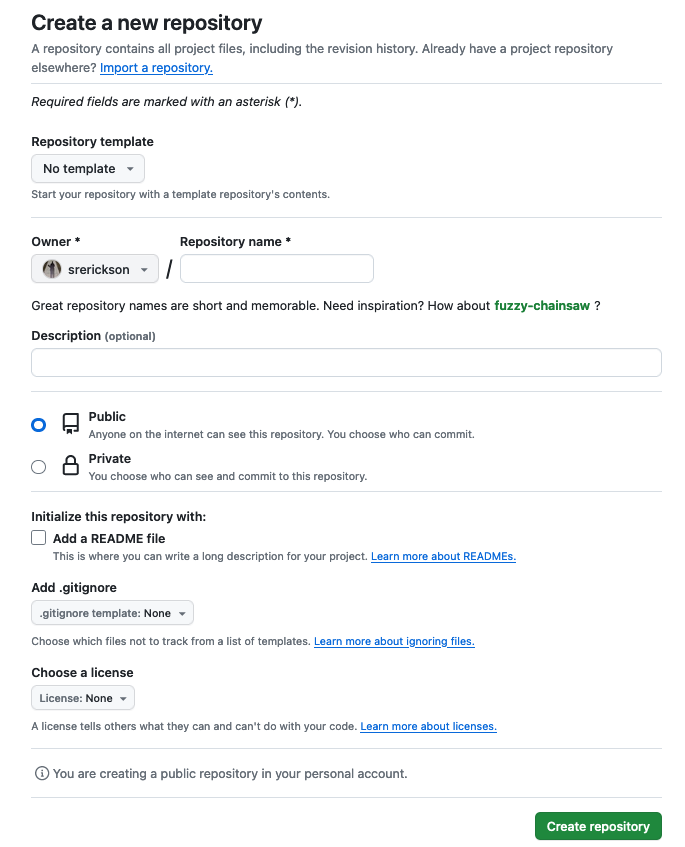 Create a new repository
A repository contains all project files, including the revision history. Already have a project repository
elsewhere? Import a repository.
Required fields are marked with an asterisk (*).
Repository template
No template
Start your repository with a template repository's contents.
Owner * Repository name *
srerickson /
Great repository names are short and memorable. Need inspiration? How about fuzzy-chainsaw ?
Description (optional)
Public
Anyone on the internet can see this repository. You choose who can commit.
Private
You choose who can see and commit to this repository.
Initialize this repository with:
Add a README file
This is where you can write a long description for your project. Learn more about READMEs.
Add .gitignore
.gitignore template: None
Choose which files not to track from a list of templates. Learn more about ignoring files.
Choose a license
License: None
A license tells others what they can and can't do with your code. Learn more about licenses.
You are creating a public repository in your personal account.
Create repository